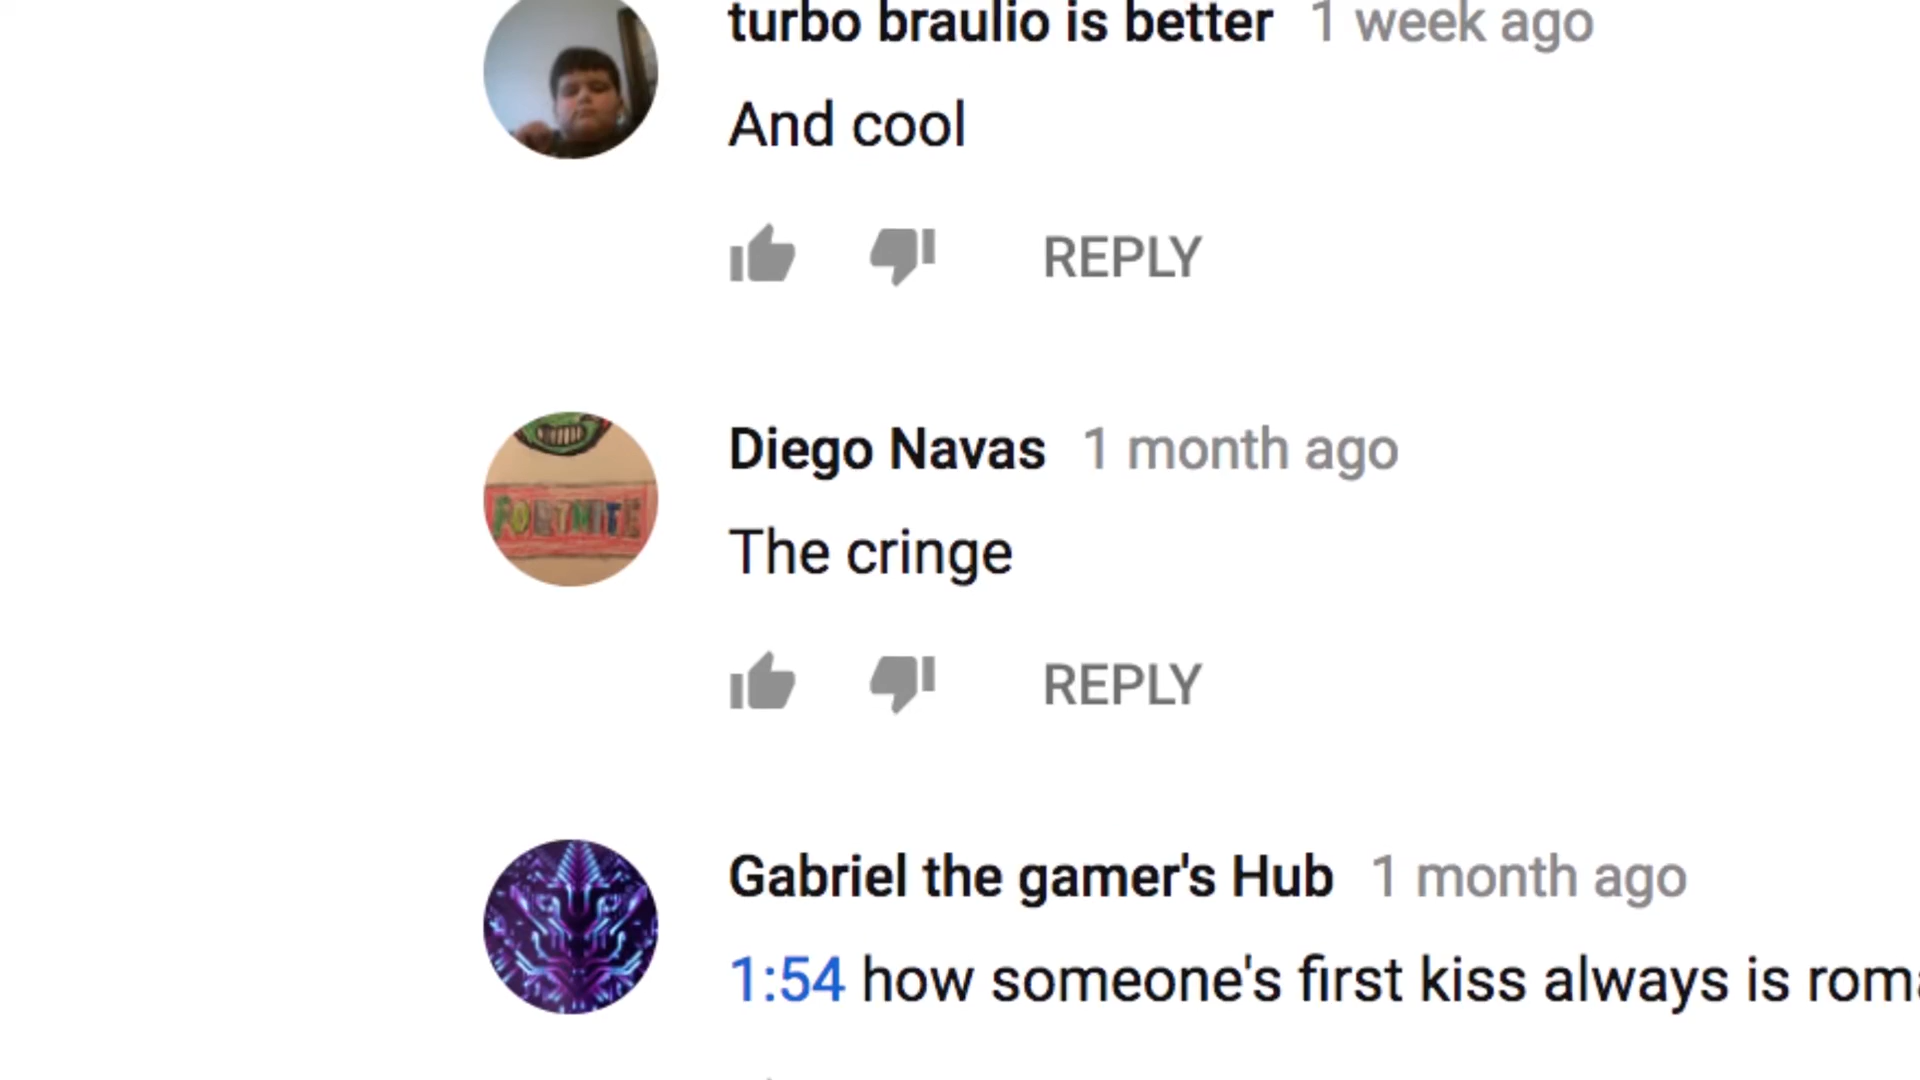 turbo braulio is better 1 week ago
And cool
REPLY
FORTNITE
Diego Navas 1 month ago
The cringe
REPLY
Gabriel the gamer's Hub 1 month ago
1:54 how someone's first kiss always is